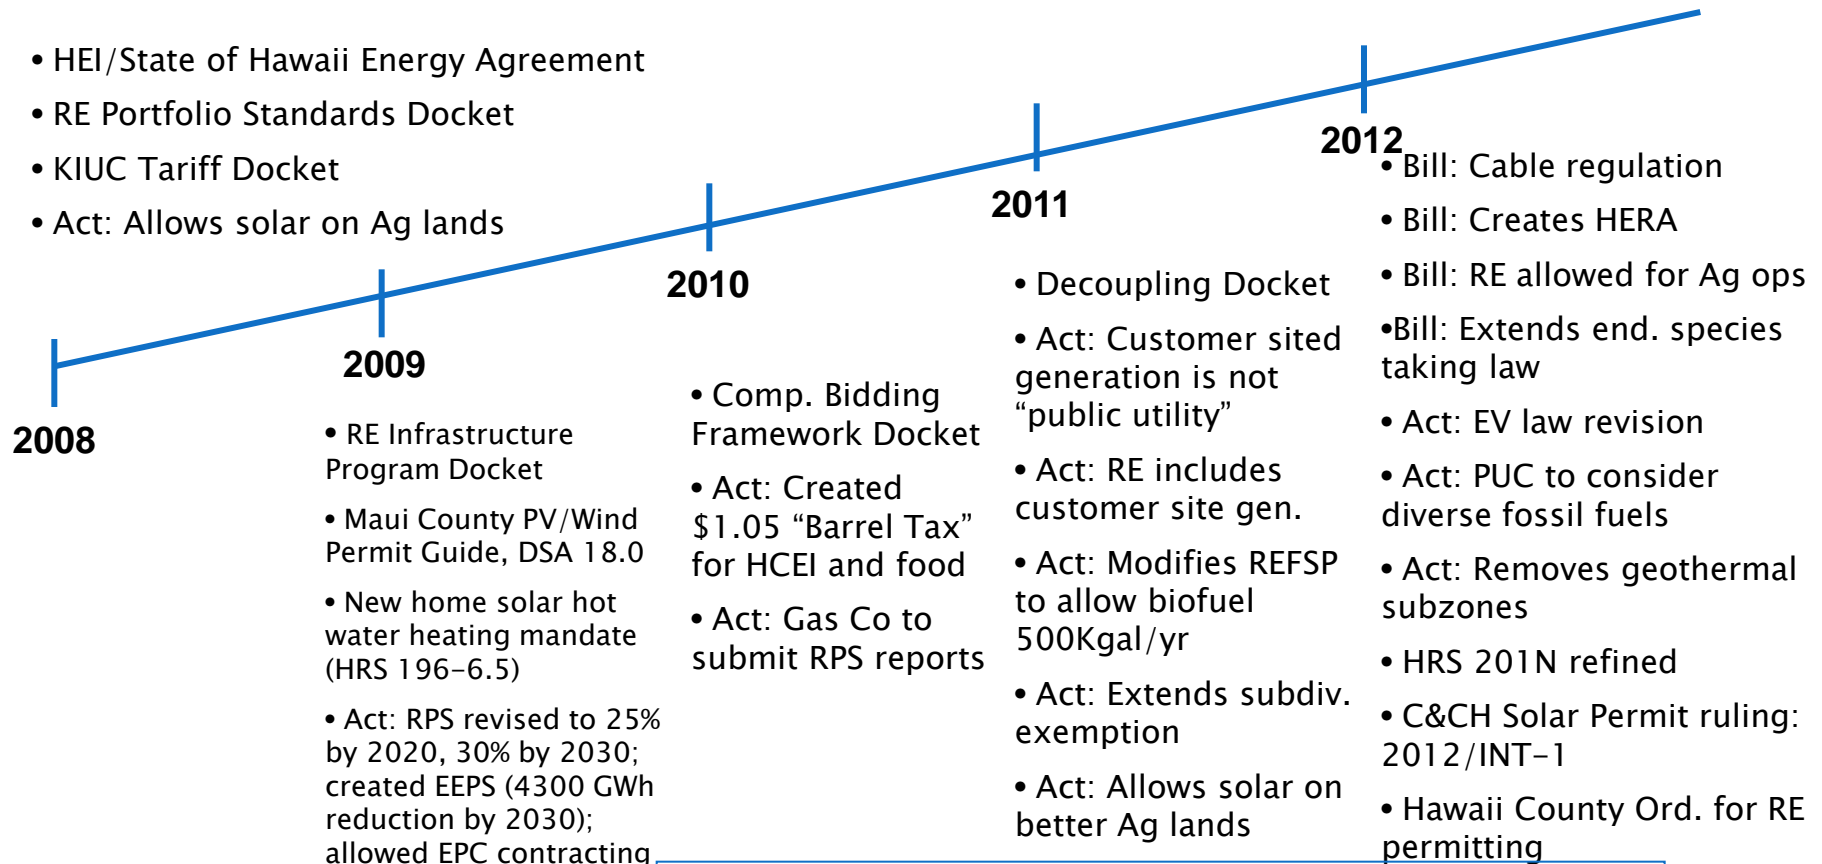 • HEI/State of Hawaii Energy Agreement
• RE Portfolio Standards Docket
• KIUC Tariff Docket
• Act: Allows solar on Ag lands
2008
2009
• RE Infrastructure
Program Docket
• Maui County PV/Wind
Permit Guide, DSA 18.0
• New home solar hot
water heating mandate
(HRS 196-6.5)
• Act: RPS revised to 25%
by 2020, 30% by 2030;
created EEPS (4300 GWh
reduction by 2030);
allowed EPC contracting
2010
• Comp. Bidding
Framework Docket
• Act: Created
$1.05 “Barrel Tax”
for HCEI and food
• Act: Gas Co to
submit RPS reports
2011
• Decoupling Docket
• Act: Customer sited
generation is not
“public utility”
• Act: RE includes
customer site gen.
• Act: Modifies REFSP
to allow biofuel
500Kgal/yr
• Act: Extends subdiv.
exemption
• Act: Allows solar on
better Ag lands
2012
• Bill: Cable regulation
• Bill: Creates HERA
• Bill: RE allowed for Ag ops
•Bill: Extends end. species
taking law
• Act: EV law revision
• Act: PUC to consider
diverse fossil fuels
• Act: Removes geothermal
subzones
• HRS 201N refined
• C&CH Solar Permit ruling:
2012/INT-1
• Hawaii County Ord. for RE
permitting